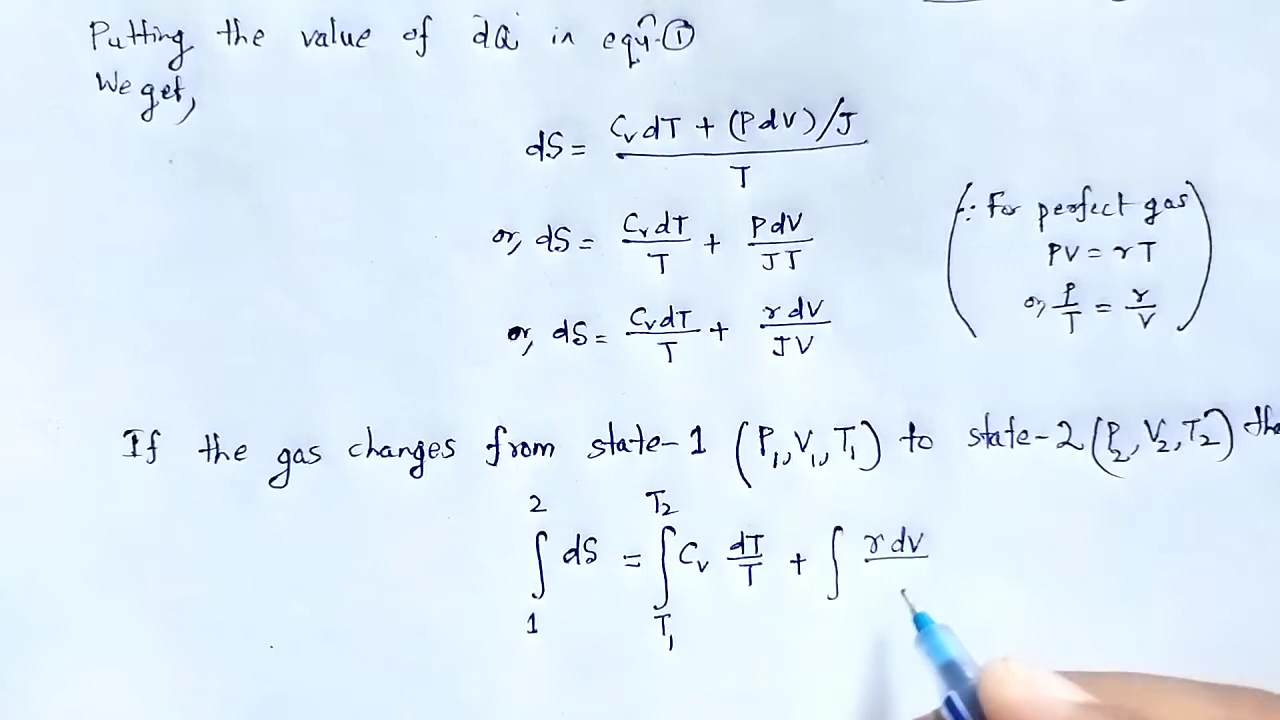 Putting the value of dQ in equⁿ-①
We get,
dS = (CᵥdT + (PdV)/J) / T
or, dS = CᵥdT/T + PdV/JT
(∵ For perfect gas
PV = rT
or, P/T = r/V)
or, dS = CᵥdT/T + rdV/JV
If the gas changes from state-1 (P₁,V₁,T₁) to state-2 (P₂,V₂,T₂) the
∫₁² dS = ∫_T₁^T₂ Cᵥ dT/T + ∫ rdV